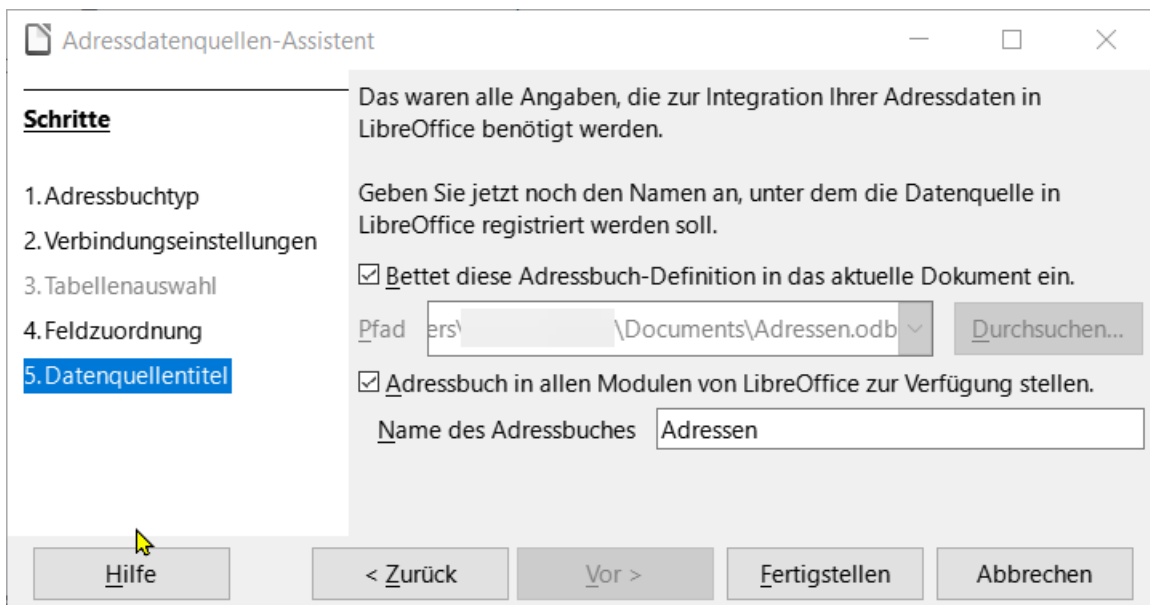 Adressdatenquellen-Assistent
Schritte
1. Adressbuchtyp
2. Verbindungseinstellungen
3. Tabellenauswahl
4. Feldzuordnung
5. Datenquellentitel
Das waren alle Angaben, die zur Integration Ihrer Adressdaten in
LibreOffice benötigt werden.
Geben Sie jetzt noch den Namen an, unter dem die Datenquelle in
LibreOffice registriert werden soll.
Bettet diese Adressbuch-Definition in das aktuelle Dokument ein.
Pfad ers\ \Documents\Adressen.odb Durchsuchen...
Adressbuch in allen Modulen von LibreOffice zur Verfügung stellen.
Name des Adressbuches Adressen
Hilfe < Zurück Vor > Fertigstellen Abbrechen